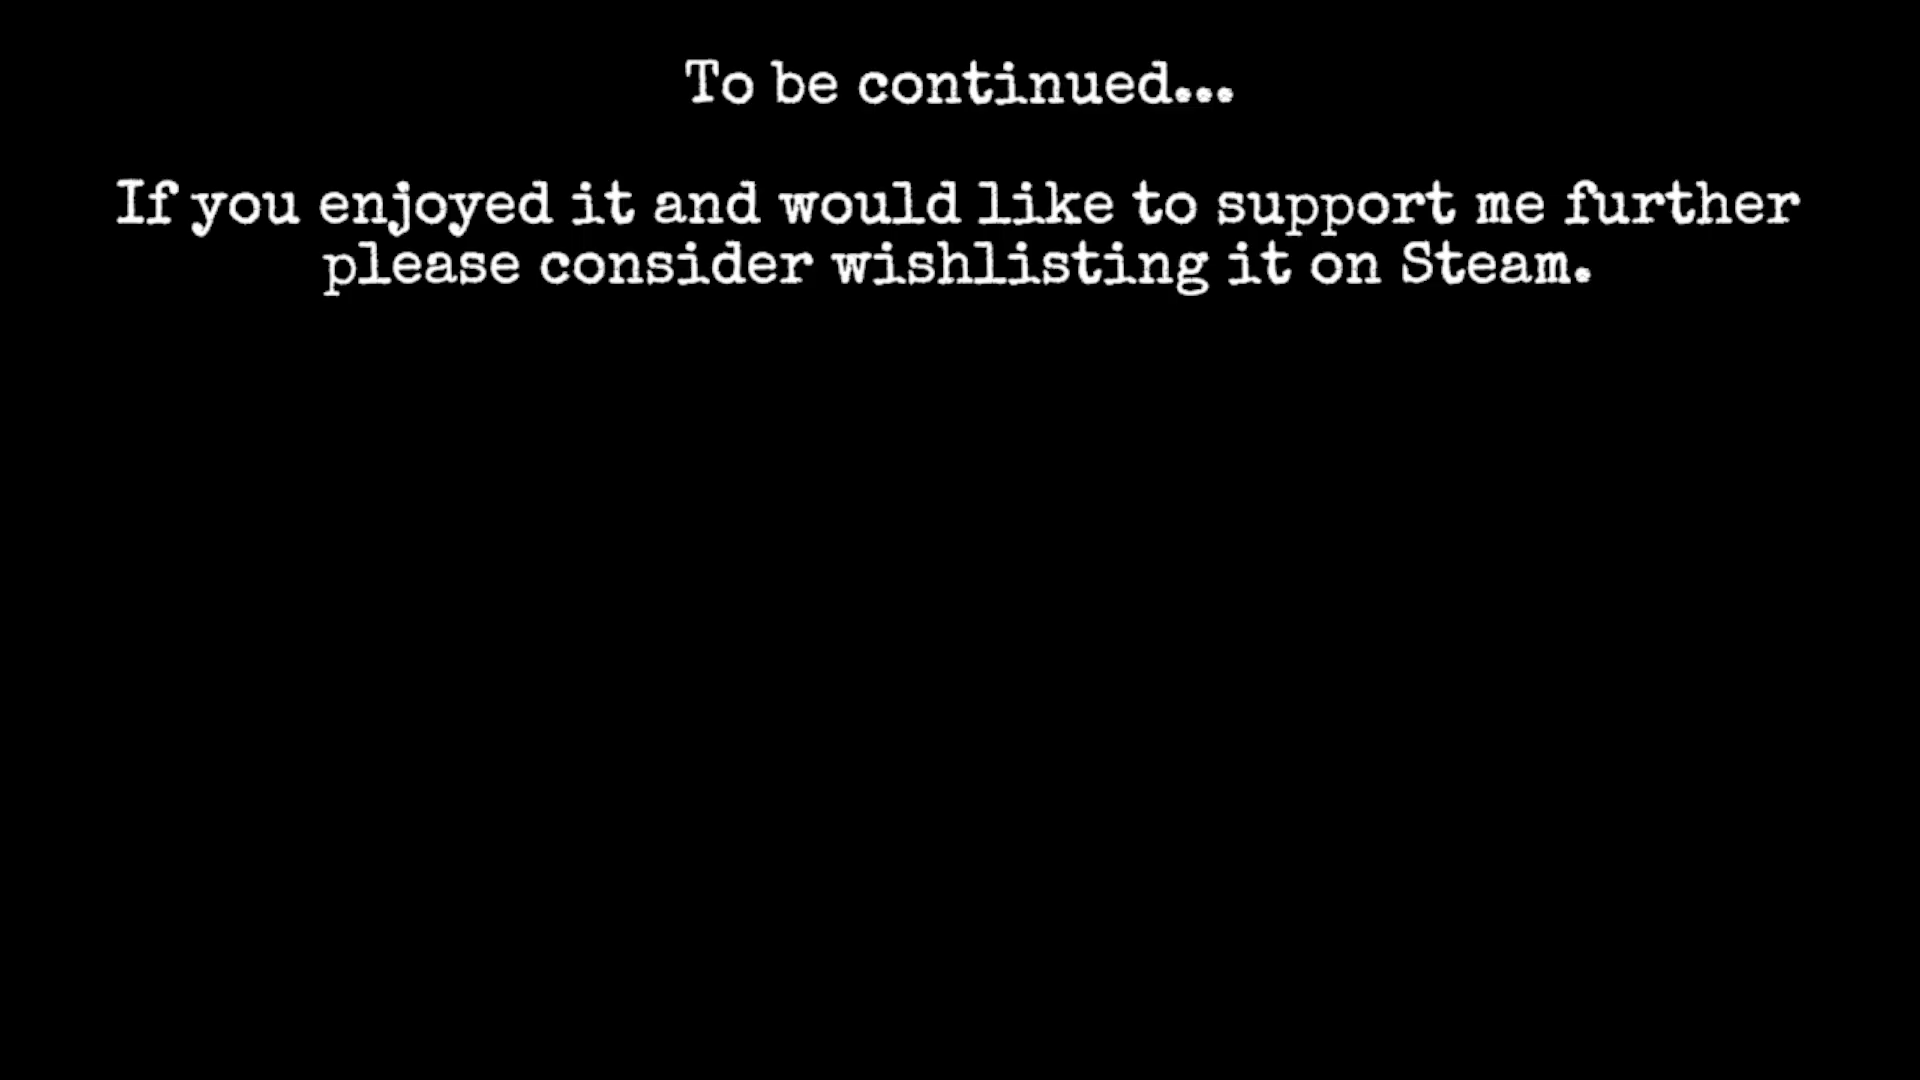 To be continued...
If you enjoyed it and would like to support me further
please consider wishlisting it on Steam.